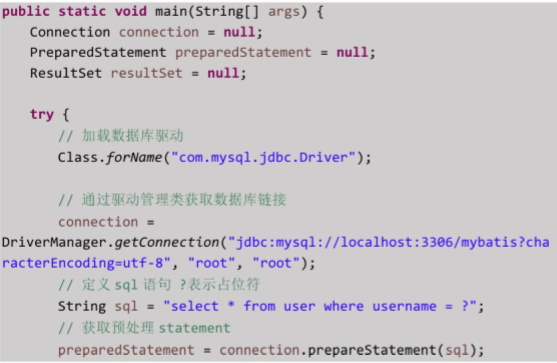 public static void main(String[] args) {
Connection connection = null;
PreparedStatement preparedStatement = null;
ResultSet resultSet = null;
try {
// 加载数据库驱动
Class.forName("com.mysql.jdbc.Driver");
// 通过驱动管理类获取数据库链接
connection =
DriverManager.getConnection("jdbc:mysql://localhost:3306/mybatis?cha
racterEncoding=utf-8", "root", "root");
// 定义 sql 语句 ?表示占位符
String sql = "select * from user where username = ?";
// 获取预处理 statement
preparedStatement = connection.prepareStatement(sql);